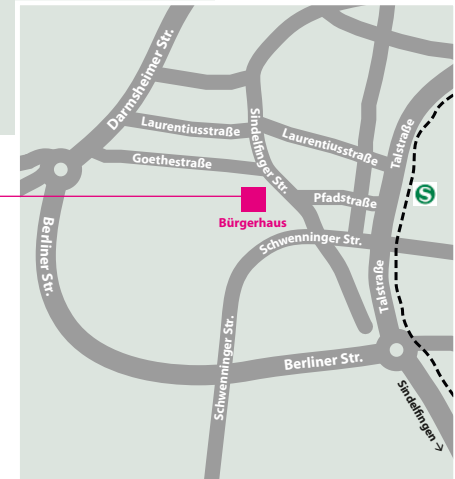 Darmsheimer Str.
Laurentiusstraße
Sindelfinger Str.
Laurentiusstraße
Talstraße
Goethestraße
S
Pfadstraße
Bürgerhaus
Berliner Str.
Schwenninger Str.
Talstraße
Schwenninger Str.
Berliner Str.
Sindelfingen →